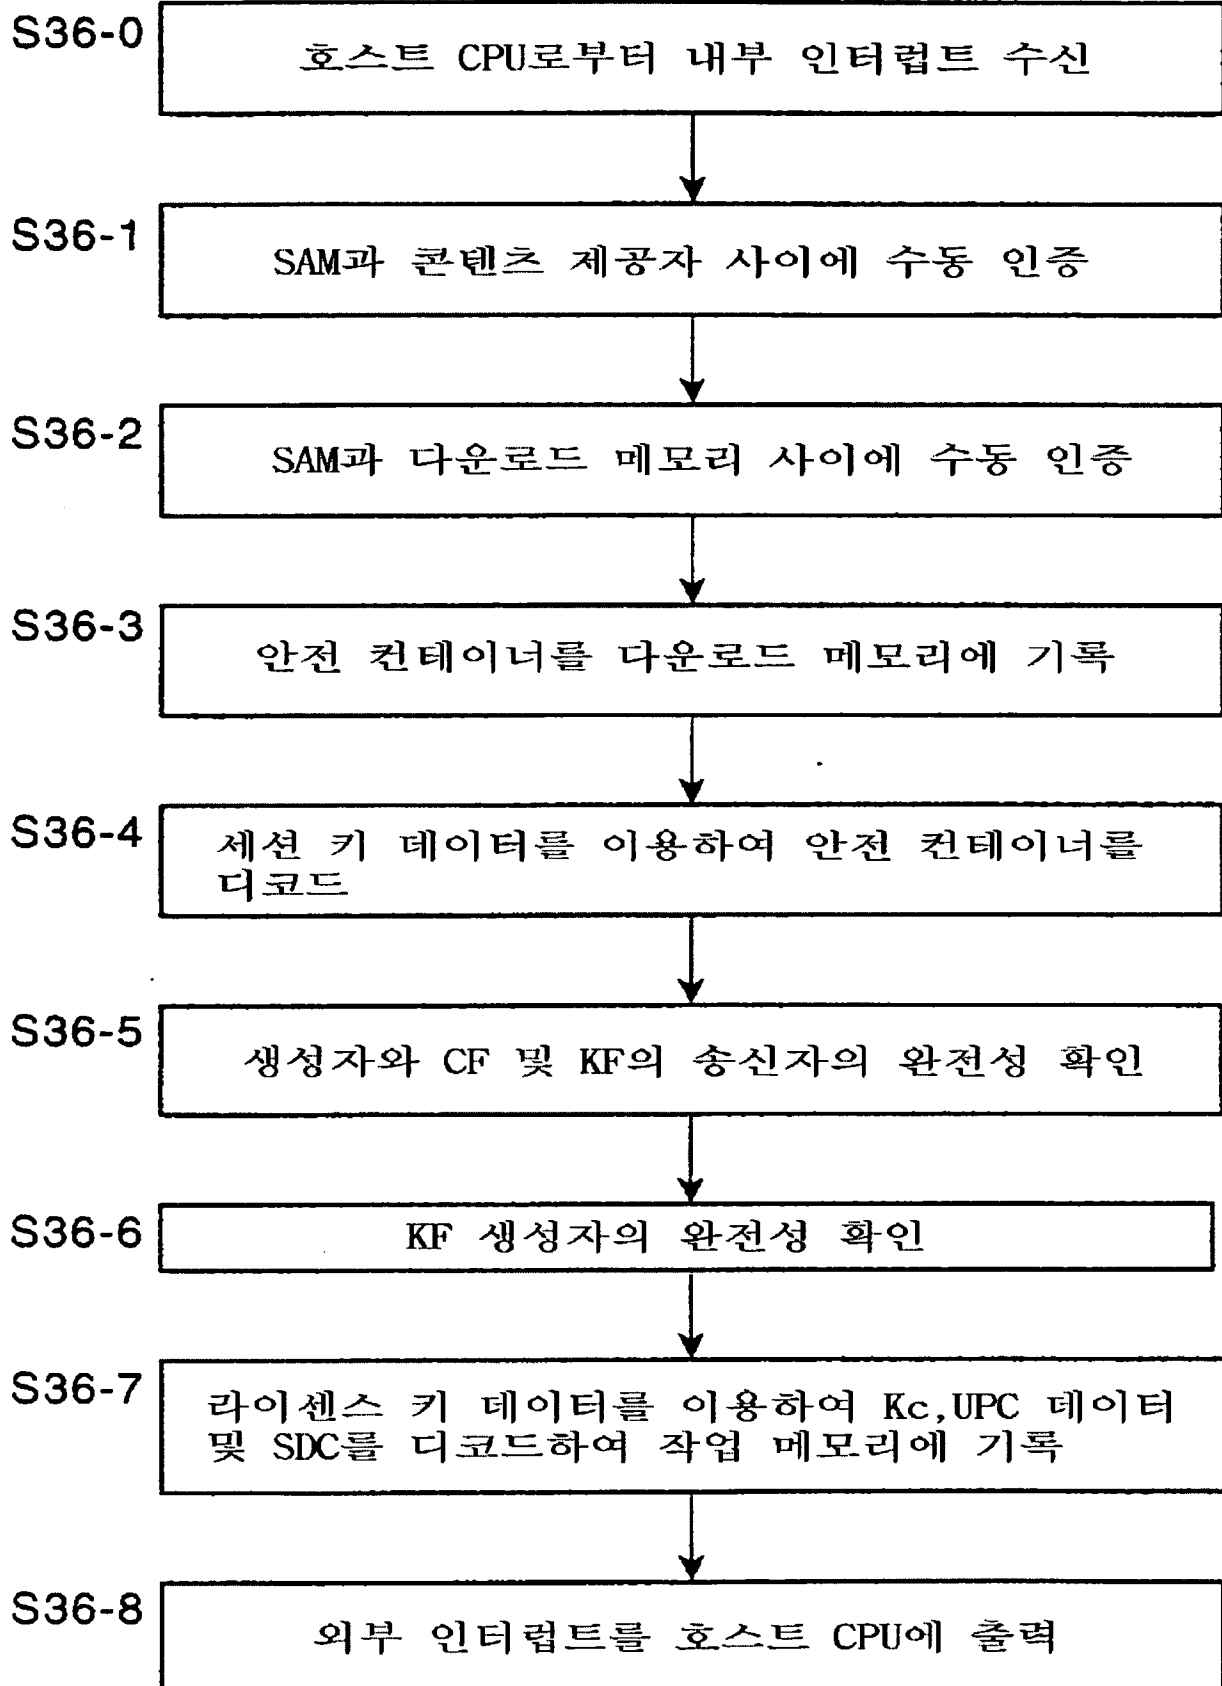 S36-0
호스트 CPU로부터 내부 인터럽트 수신
S36-1
SAM과 콘텐츠 제공자 사이에 수동 인증
S36-2
SAM과 다운로드 메모리 사이에 수동 인증
S36-3
안전 컨테이너를 다운로드 메모리에 기록
S36-4
세션 키 데이터를 이용하여 안전 컨테이너를
디코드
S36-5
생성자와 CF 및 KF의 송신자의 완전성 확인
S36-6
KF 생성자의 완전성 확인
S36-7
라이센스 키 데이터를 이용하여 Kc,UPC 데이터
및 SDC를 디코드하여 작업 메모리에 기록
S36-8
외부 인터럽트를 호스트 CPU에 출력